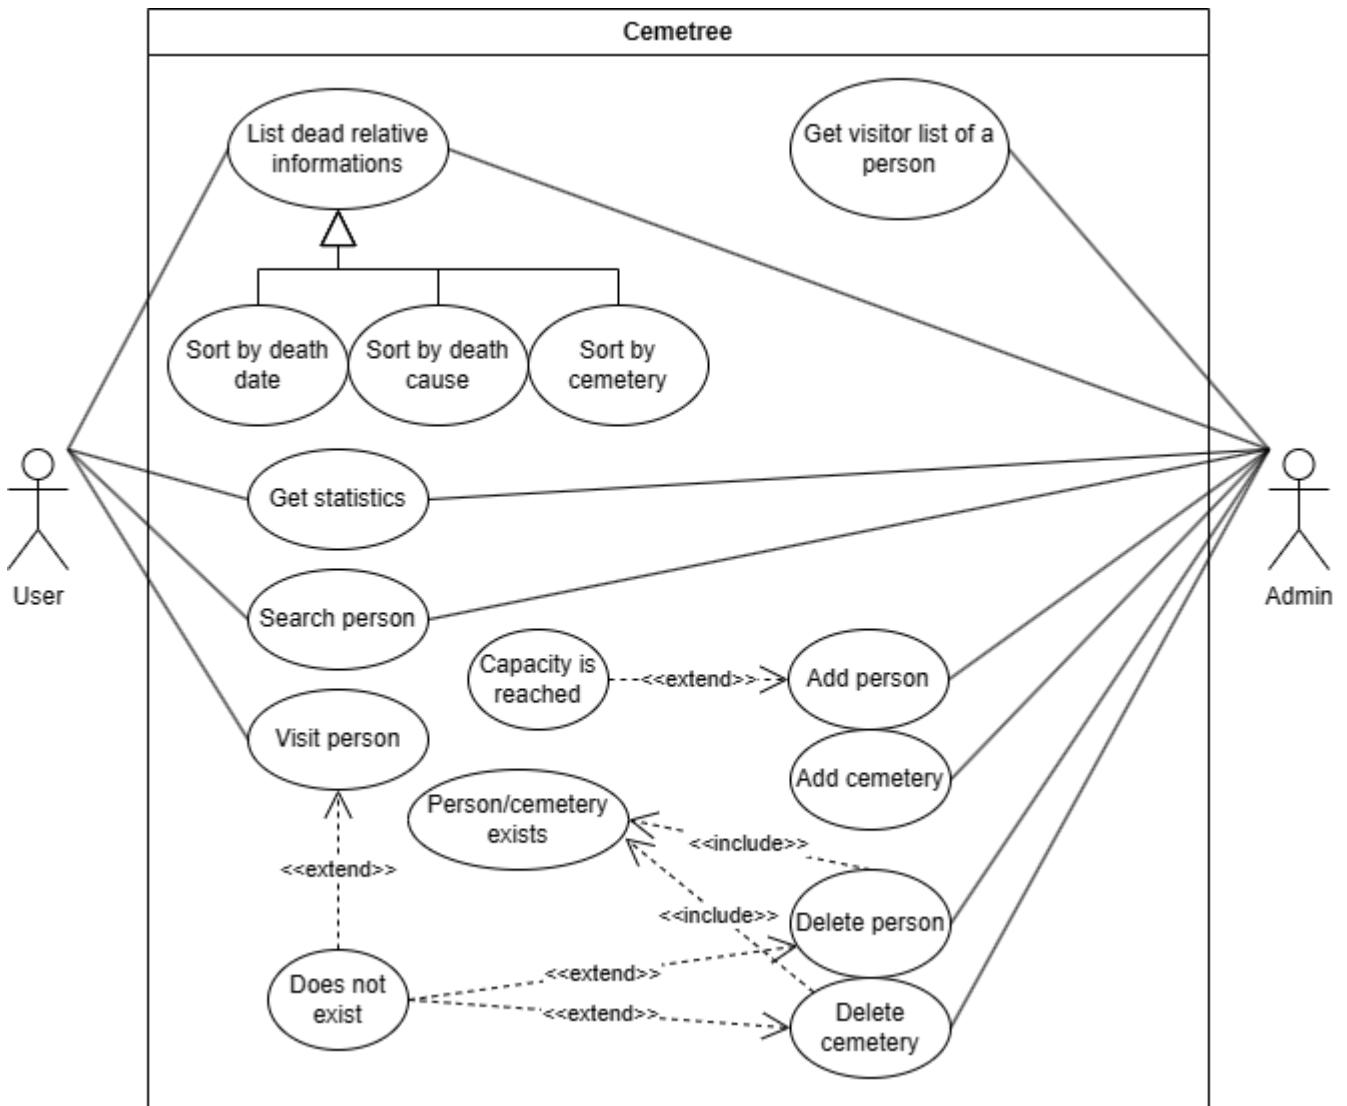 Cemetree
List dead relative
informations
Get visitor list of a
person
Sort by death
date
Sort by death
cause
Sort by
cemetery
User
Admin
Get statistics
Search person
Capacity is
reached
<<extend>>
Add person
Visit person
Add cemetery
Person/cemetery
exists
<<include>>
<<extend>>
<<include>>
Delete person
Does not
exist
<<extend>>
<<extend>>
Delete
cemetery